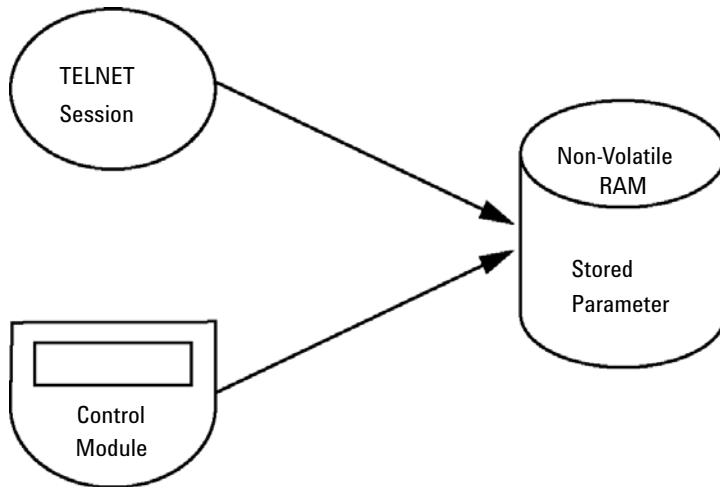 TELNET
Session
Non-Volatile
RAM
Stored
Parameter
Control
Module